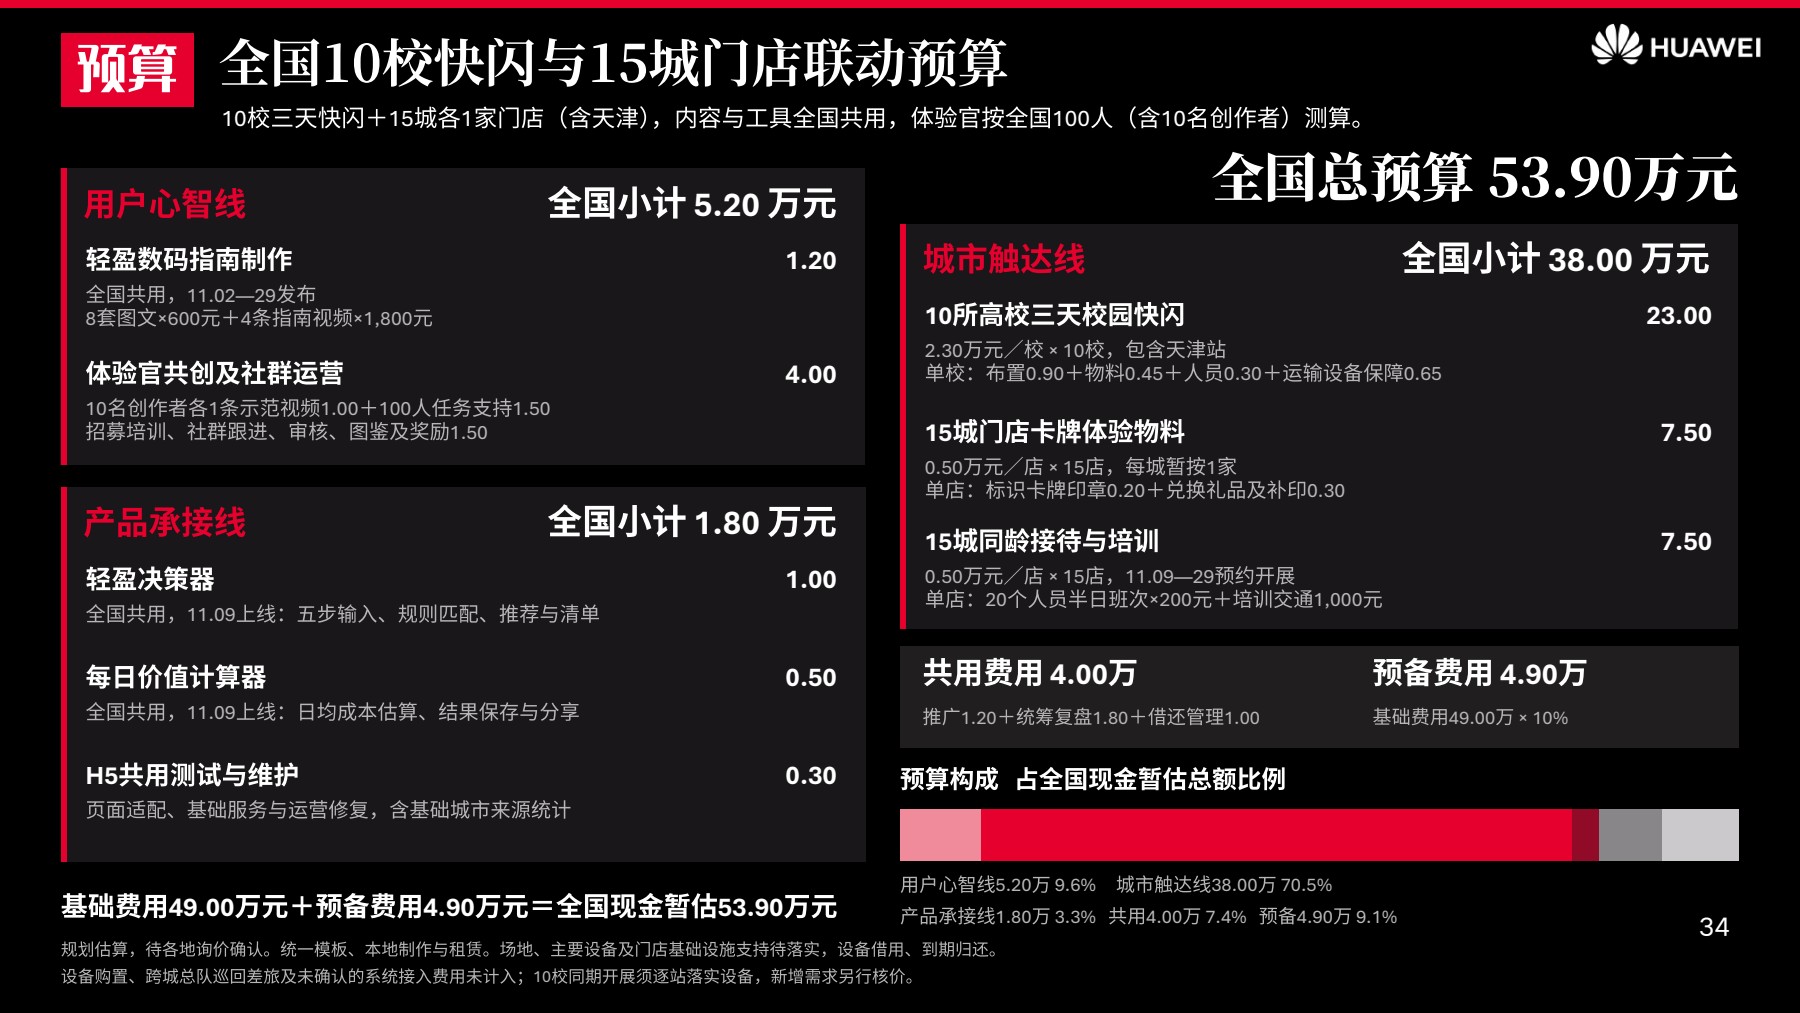 预算
全国10校快闪与15城门店联动预算
HUAWEI
10校三天快闪＋15城各1家门店（含天津），内容与工具全国共用，体验官按全国100人（含10名创作者）测算。
全国总预算 53.90万元
用户心智线 全国小计 5.20 万元
轻盈数码指南制作 1.20
全国共用，11.02—29发布
8套图文×600元＋4条指南视频×1,800元
体验官共创及社群运营 4.00
10名创作者各1条示范视频1.00＋100人任务支持1.50
招募培训、社群跟进、审核、图鉴及奖励1.50
产品承接线 全国小计 1.80 万元
轻盈决策器 1.00
全国共用，11.09上线：五步输入、规则匹配、推荐与清单
每日价值计算器 0.50
全国共用，11.09上线：日均成本估算、结果保存与分享
H5共用测试与维护 0.30
页面适配、基础服务与运营修复，含基础城市来源统计
城市触达线 全国小计 38.00 万元
10所高校三天校园快闪 23.00
2.30万元／校 × 10校，包含天津站
单校：布置0.90＋物料0.45＋人员0.30＋运输设备保障0.65
15城门店卡牌体验物料 7.50
0.50万元／店 × 15店，每城暂按1家
单店：标识卡牌印章0.20＋兑换礼品及补印0.30
15城同龄接待与培训 7.50
0.50万元／店 × 15店，11.09—29预约开展
单店：20个人员半日班次×200元＋培训交通1,000元
共用费用 4.00万 预备费用 4.90万
推广1.20＋统筹复盘1.80＋借还管理1.00 基础费用49.00万 × 10%
预算构成 占全国现金暂估总额比例
用户心智线5.20万 9.6% 城市触达线38.00万 70.5%
产品承接线1.80万 3.3% 共用4.00万 7.4% 预备4.90万 9.1%
基础费用49.00万元＋预备费用4.90万元＝全国现金暂估53.90万元
规划估算，待各地询价确认。统一模板、本地制作与租赁。场地、主要设备及门店基础设施支持待落实，设备借用、到期归还。
设备购置、跨城总队巡回差旅及未确认的系统接入费用未计入；10校同期开展须逐站落实设备，新增需求另行核价。
34